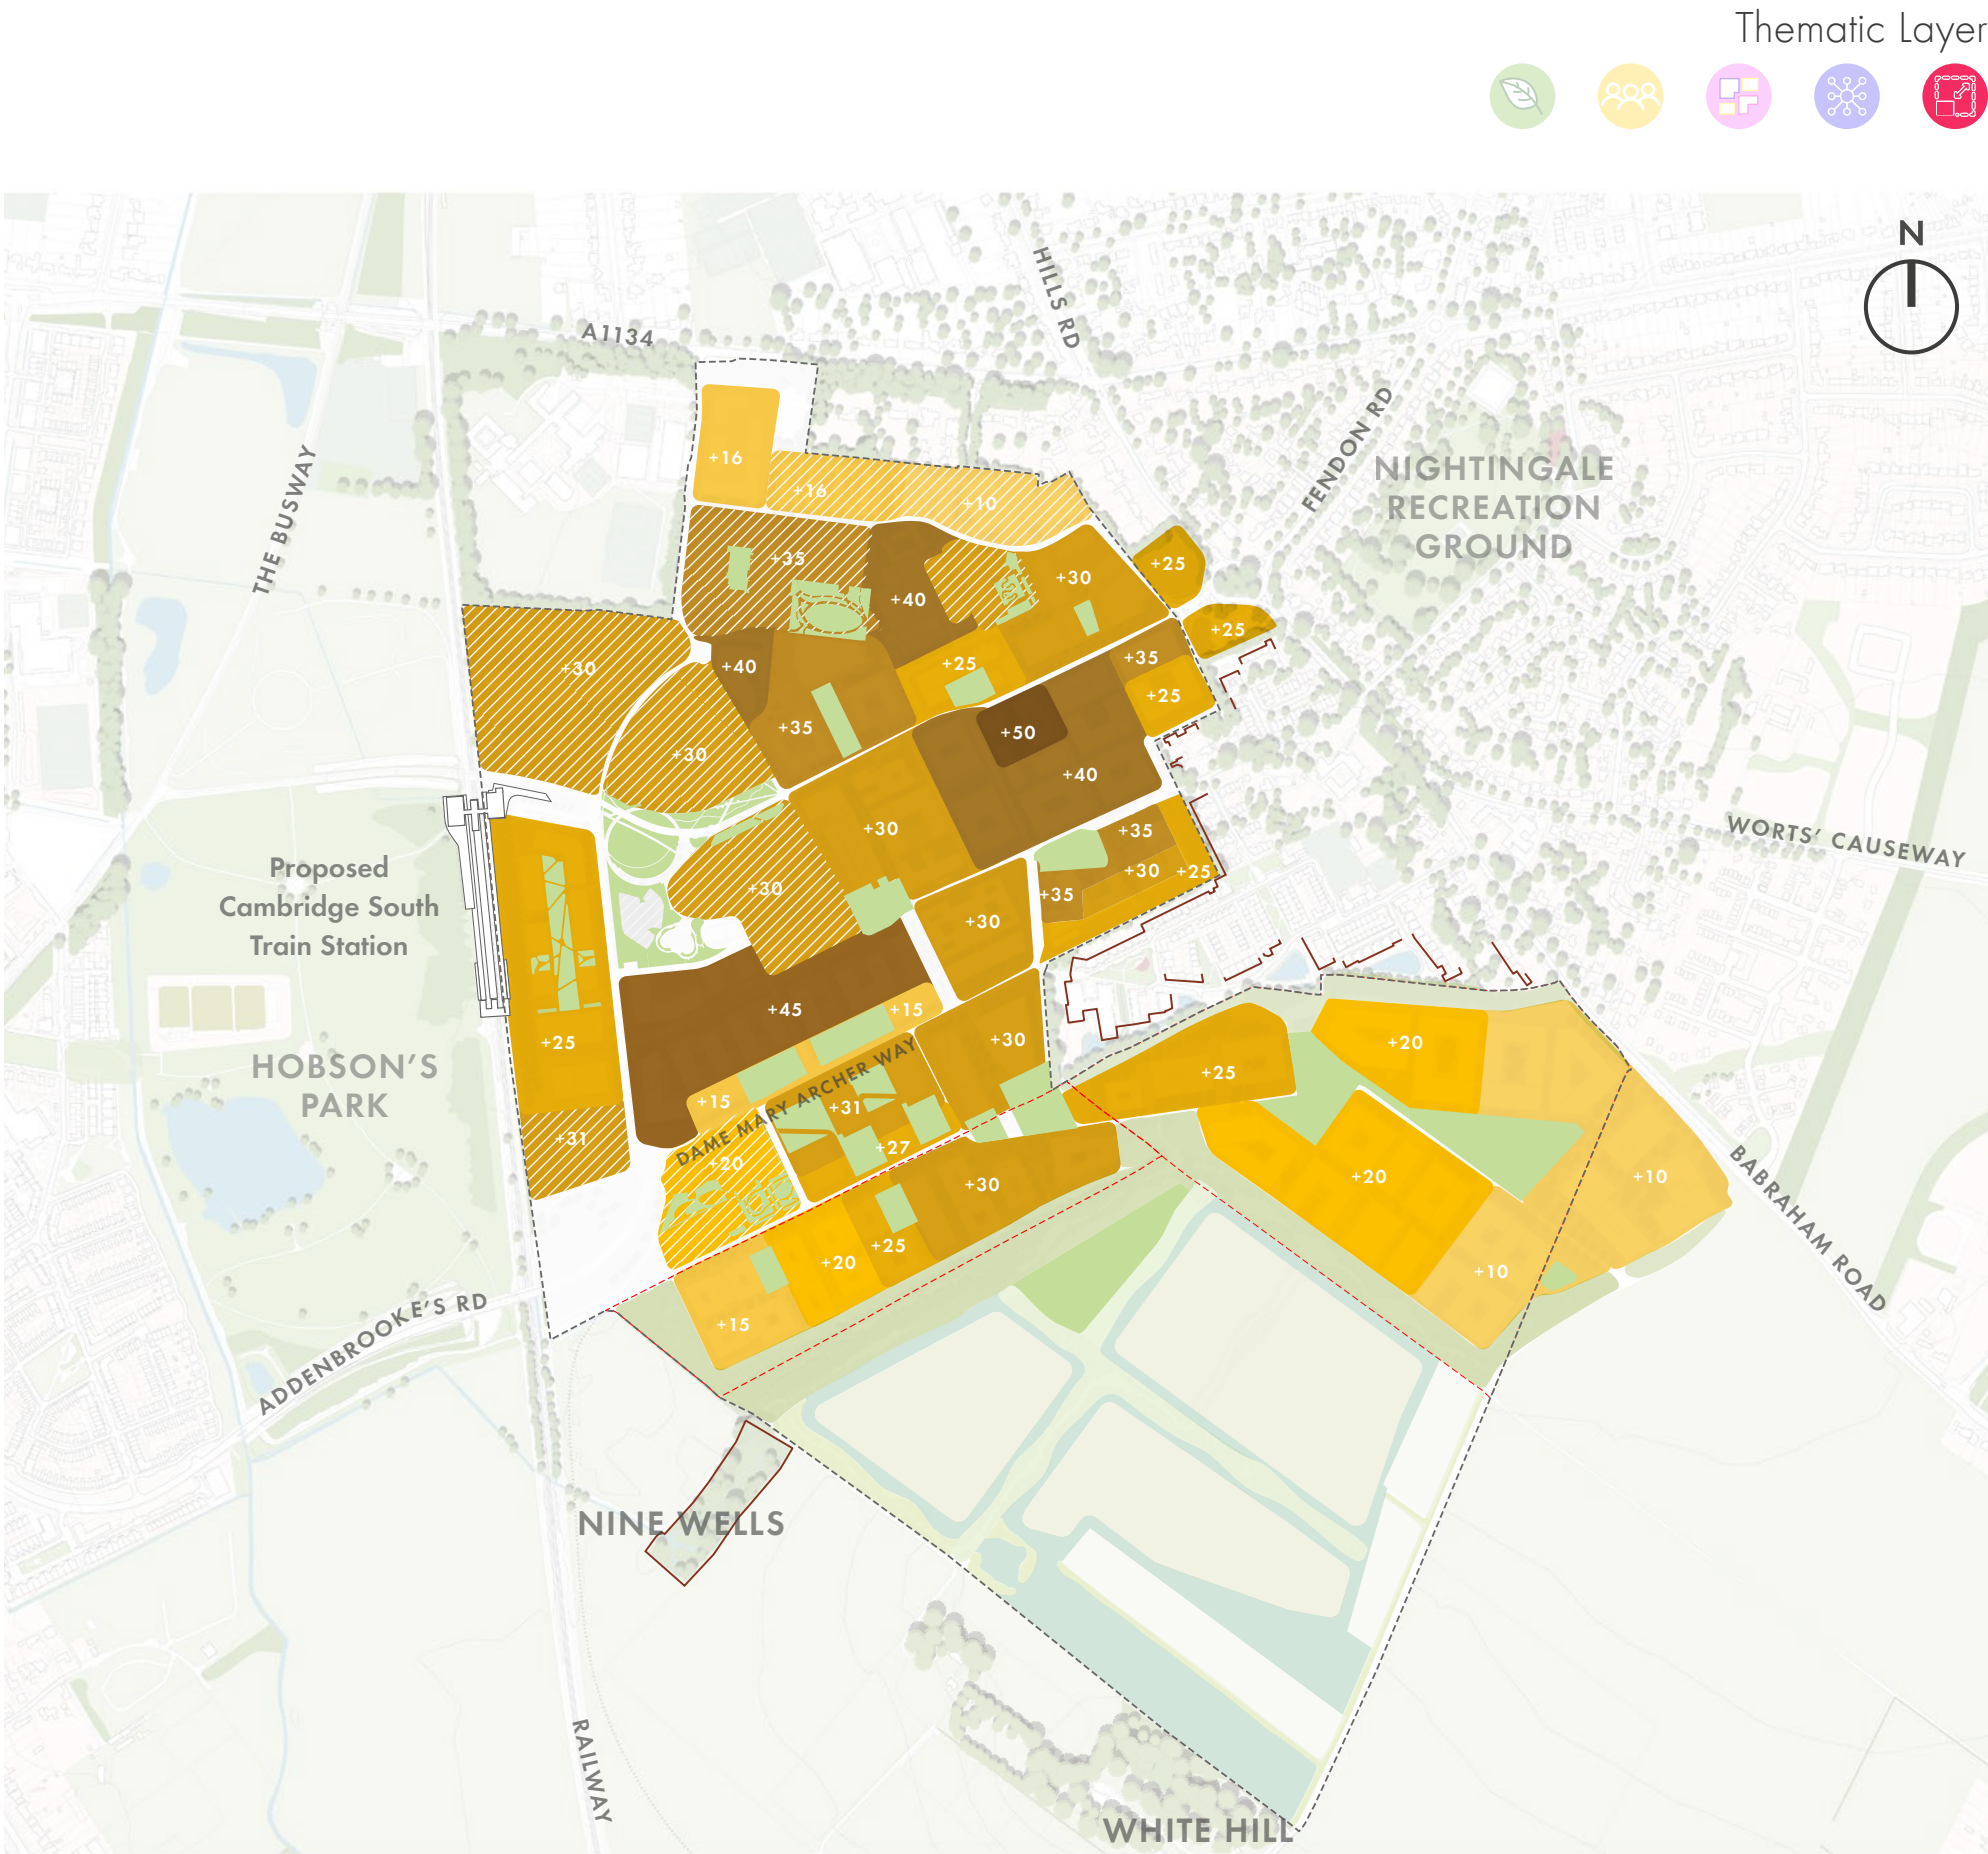 Thematic Layer
N
HILLS RD
A1134
FENDON RD
NIGHTINGALE
RECREATION
GROUND
THE BUSWAY
+16
+16
+10
+35
+40
+30
+25
+25
+30
+40
+25
+35
+25
+35
+30
+50
+40
+30
+35
+30
+25
+35
+30
+30
WORTS' CAUSEWAY
Proposed
Cambridge South
Train Station
HOBSON'S
PARK
+25
+31
+45
+15
+15
+30
DAME MARY ARCHER WAY
+31
+27
+20
+30
+25
+20
+15
+25
+20
+20
+10
+10
BABRAHAM ROAD
ADDENBROOKE'S RD
NINE WELLS
RAILWAY
WHITE HILL